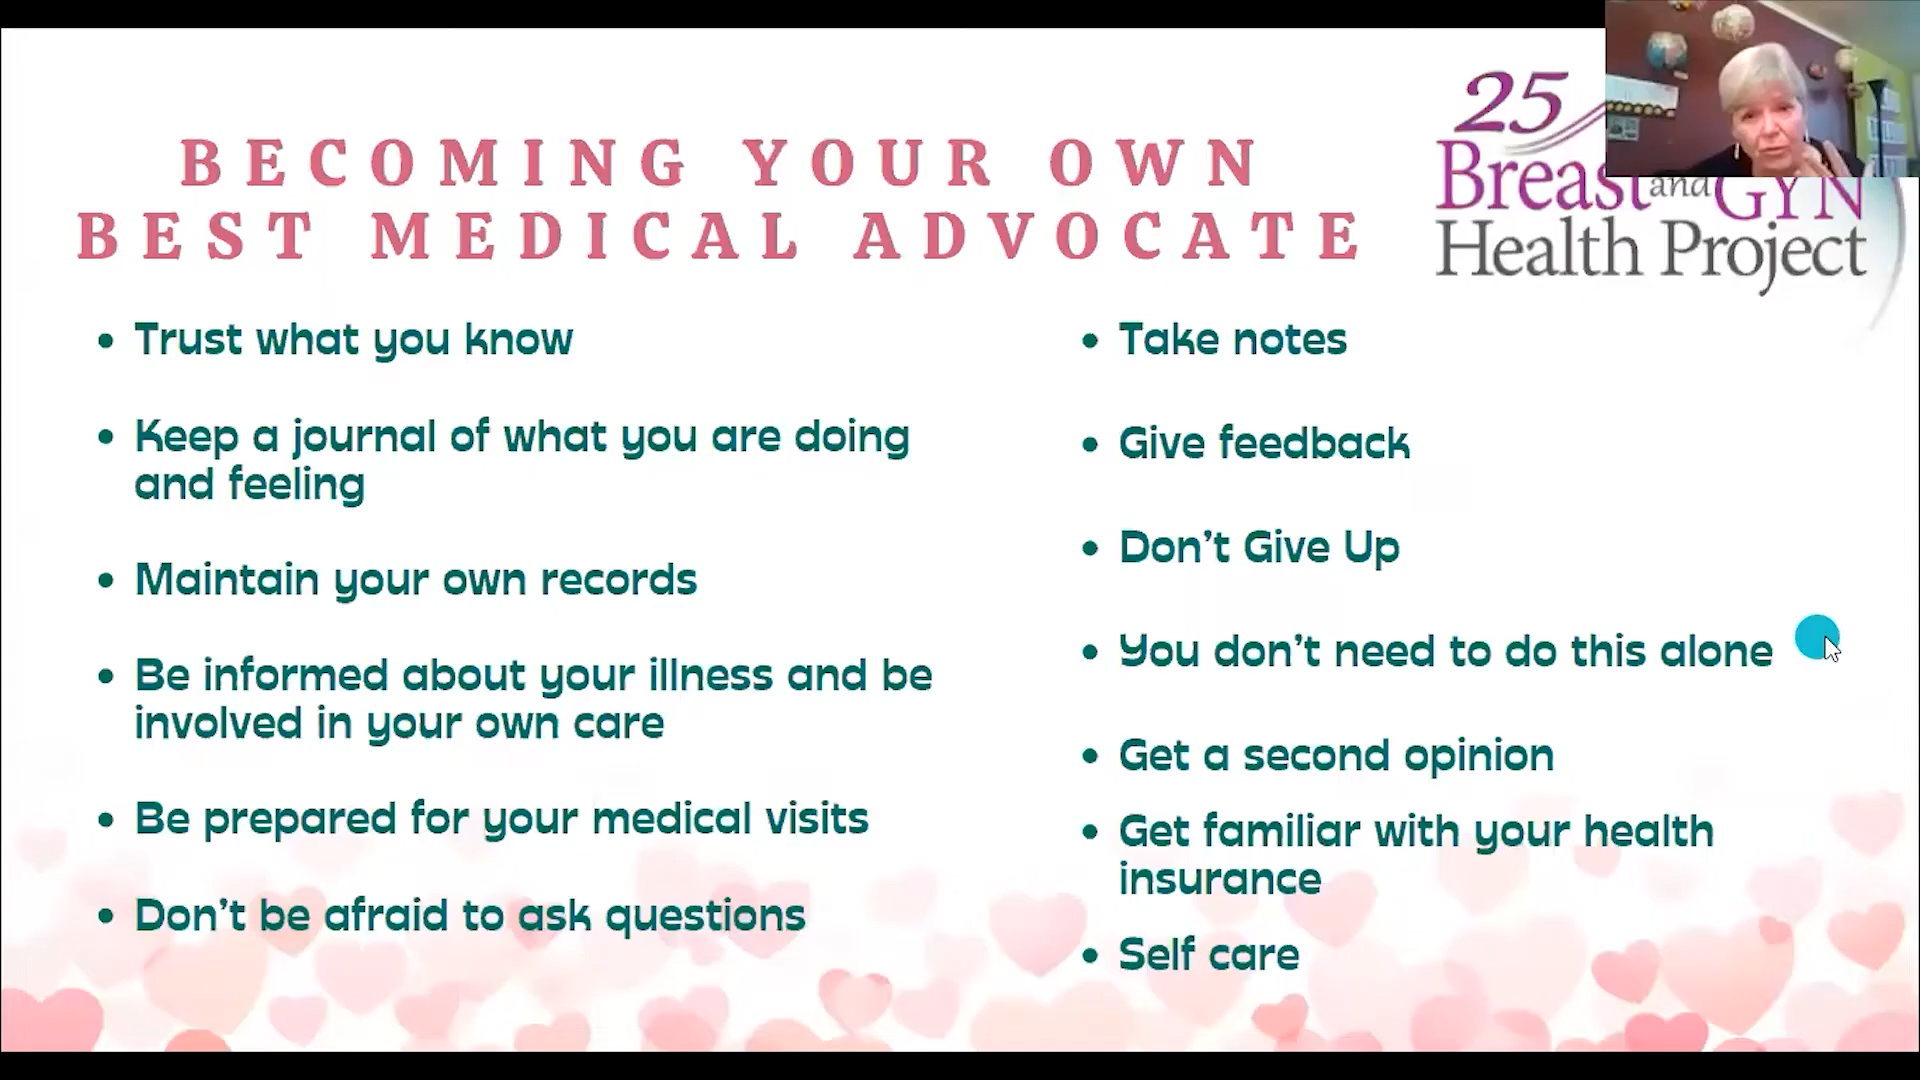 BECOMING YOUR OWN
BEST MEDICAL ADVOCATE
25
Breast and GYN
Health Project
• Trust what you know
• Keep a journal of what you are doing
and feeling
• Maintain your own records
• Be informed about your illness and be
involved in your own care
• Be prepared for your medical visits
• Don't be afraid to ask questions
• Take notes
• Give feedback
• Don't Give Up
• You don't need to do this alone
• Get a second opinion
• Get familiar with your health
insurance
• Self care